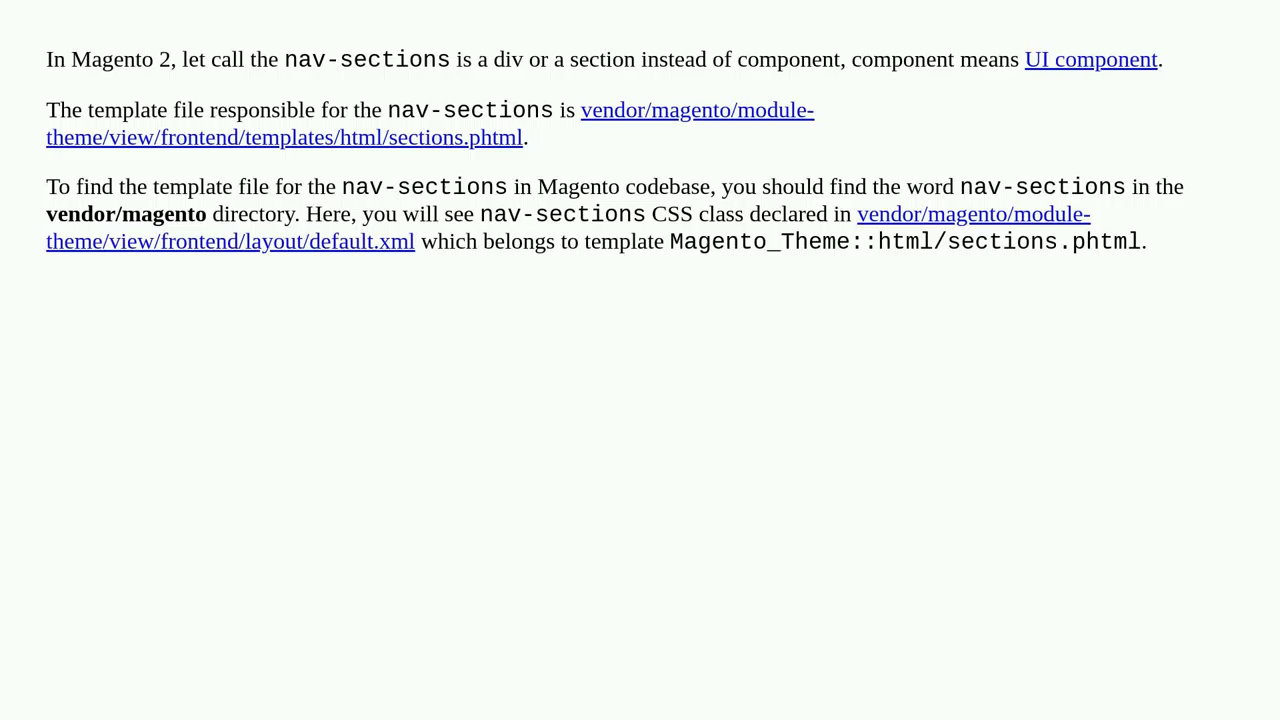 In Magento 2, let call the nav-sections is a div or a section instead of component, component means UI component.
The template file responsible for the nav-sections is vendor/magento/module-
theme/view/frontend/templates/html/sections.phtml.
To find the template file for the nav-sections in Magento codebase, you should find the word nav-sections in the
vendor/magento directory. Here, you will see nav-sections CSS class declared in vendor/magento/module-
theme/view/frontend/layout/default.xml which belongs to template Magento_Theme::html/sections.phtml.